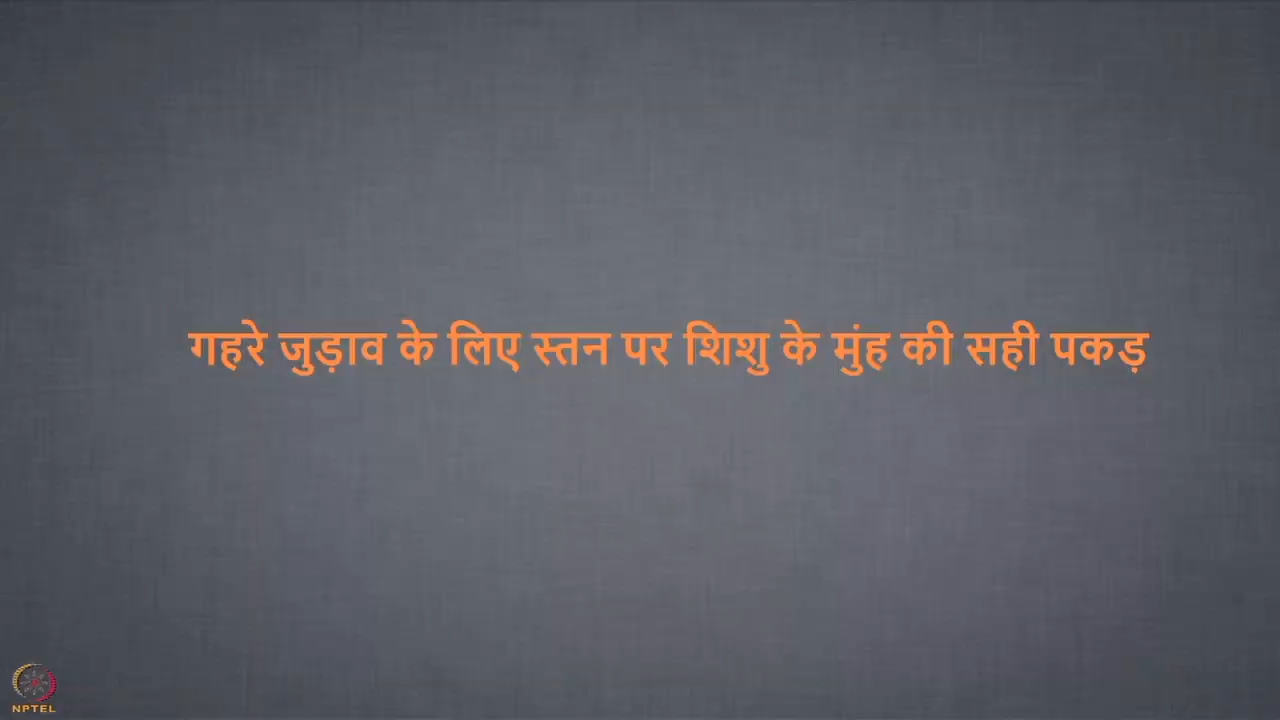 गहरे जुड़ाव के लिए स्तन पर शिशु के मुंह की सही पकड़
NPTEL